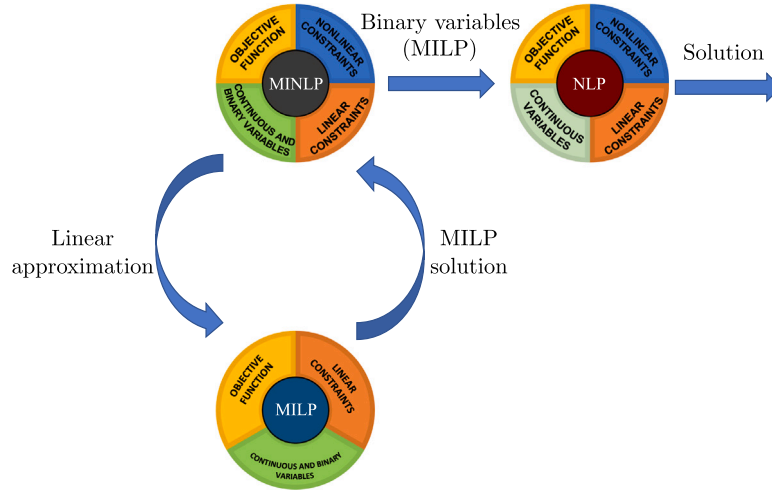 OBJECTIVE
FUNCTION
NONLINEAR
CONSTRAINTS
MINLP
CONTINUOUS AND
BINARY VARIABLES
LINEAR
CONSTRAINTS
Binary variables
(MILP)
OBJECTIVE
FUNCTION
NONLINEAR
CONSTRAINTS
NLP
CONTINUOUS
VARIABLES
LINEAR
CONSTRAINTS
Solution
Linear
approximation
MILP
solution
OBJECTIVE
FUNCTION
LINEAR
CONSTRAINTS
MILP
CONTINUOUS AND BINARY
VARIABLES